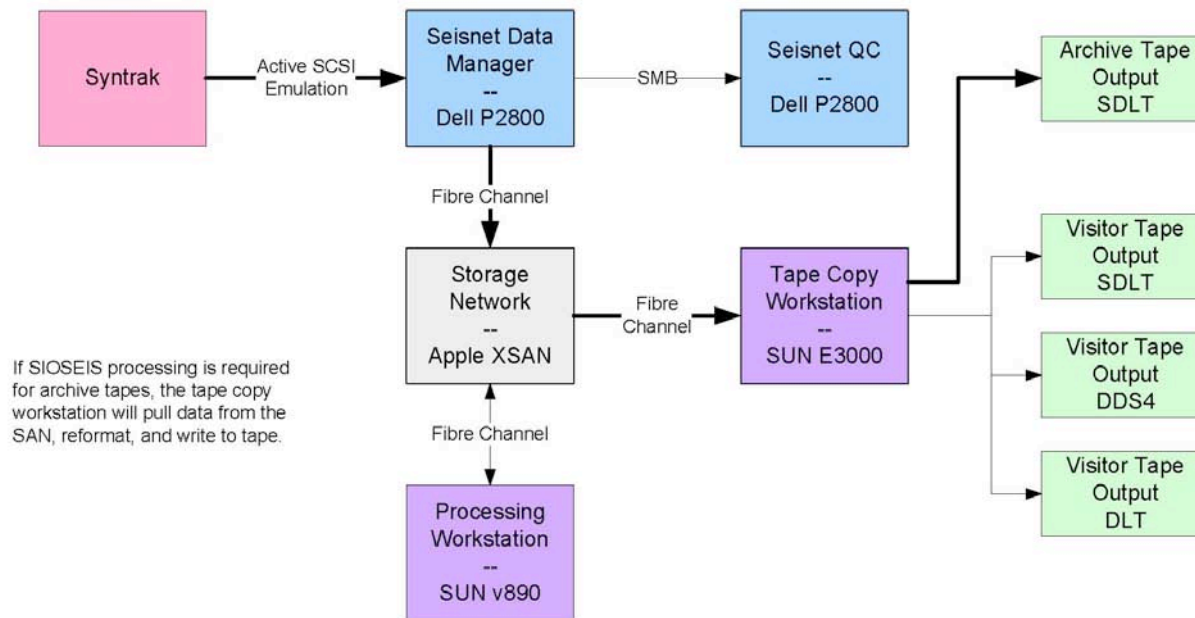 Syntrak
Active SCSI
Emulation
Seisnet Data
Manager
--
Dell P2800
SMB
Seisnet QC
--
Dell P2800
Archive Tape
Output
SDLT
Fibre Channel
Storage
Network
--
Apple XSAN
Fibre
Channel
Tape Copy
Workstation
--
SUN E3000
Visitor Tape
Output
SDLT
Visitor Tape
Output
DDS4
Visitor Tape
Output
DLT
If SIOSEIS processing is required
for archive tapes, the tape copy
workstation will pull data from the
SAN, reformat, and write to tape.
Fibre Channel
Processing
Workstation
--
SUN v890